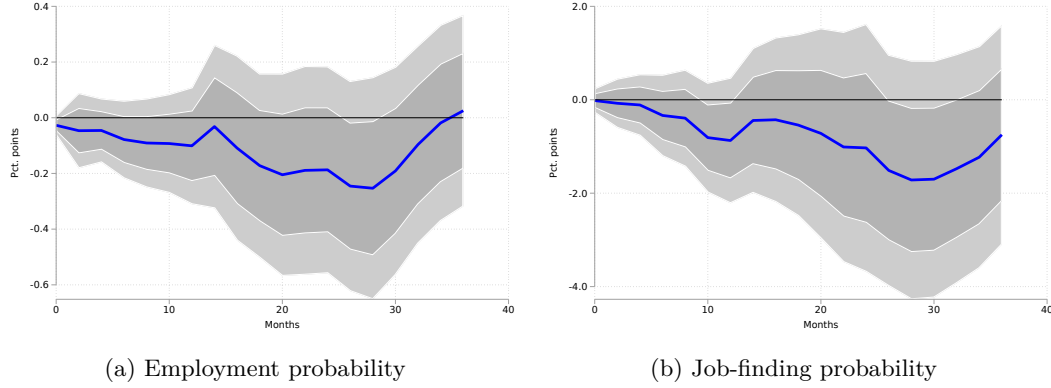 0.4
0.2
0.0
-0.2
-0.4
-0.6
Pct. points
0 10 20 30 40
Months
(a) Employment probability
2.0
0.0
-2.0
-4.0
Pct. points
0 10 20 30 40
Months
(b) Job-finding probability